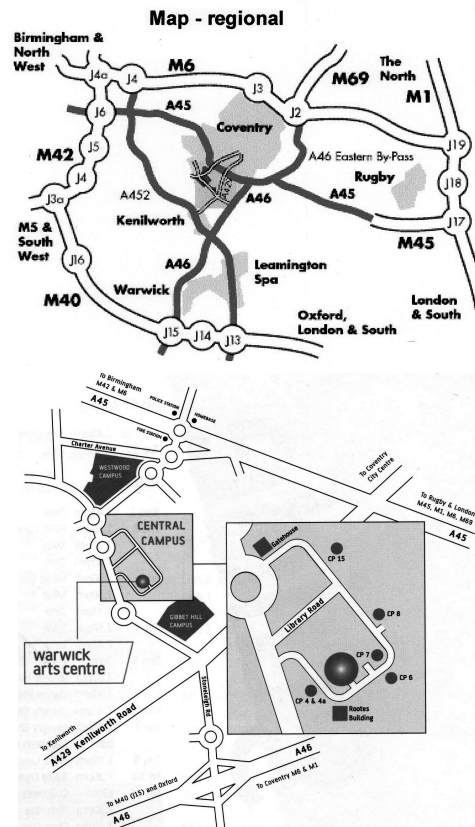 Map - regional
Birmingham &
North
West
J4a
J4
M6
J3
J2
M69
The
North
M1
J6
A45
Coventry
J19
J5
M42
J4
A46 Eastern By-Pass
Rugby
J18
J3a
A452
A429
A46
A45
J17
Kenilworth
M45
M5 &
South
West
J16
A46
Leamington
Spa
Warwick
M40
J15
J14
J13
Oxford,
London & South
London
& South
To Birmingham
M42 & M6
A45
POLICE STATION
HOMEBASE
FIRE STATION
Charter Avenue
WESTWOOD
CAMPUS
To Coventry
City Centre
To Rugby & London
M45, M1, M6, M69
A45
CENTRAL
CAMPUS
Gatehouse
CP 15
Library Road
CP 8
GIBBET HILL
CAMPUS
CP 7
CP 6
warwick
arts centre
CP 4 & 4a
Rootes
Building
Stoneleigh Rd
To Kenilworth
A429 Kenilworth Road
A46
To M40 (J15) and Oxford
To Coventry M6 & M1
A46